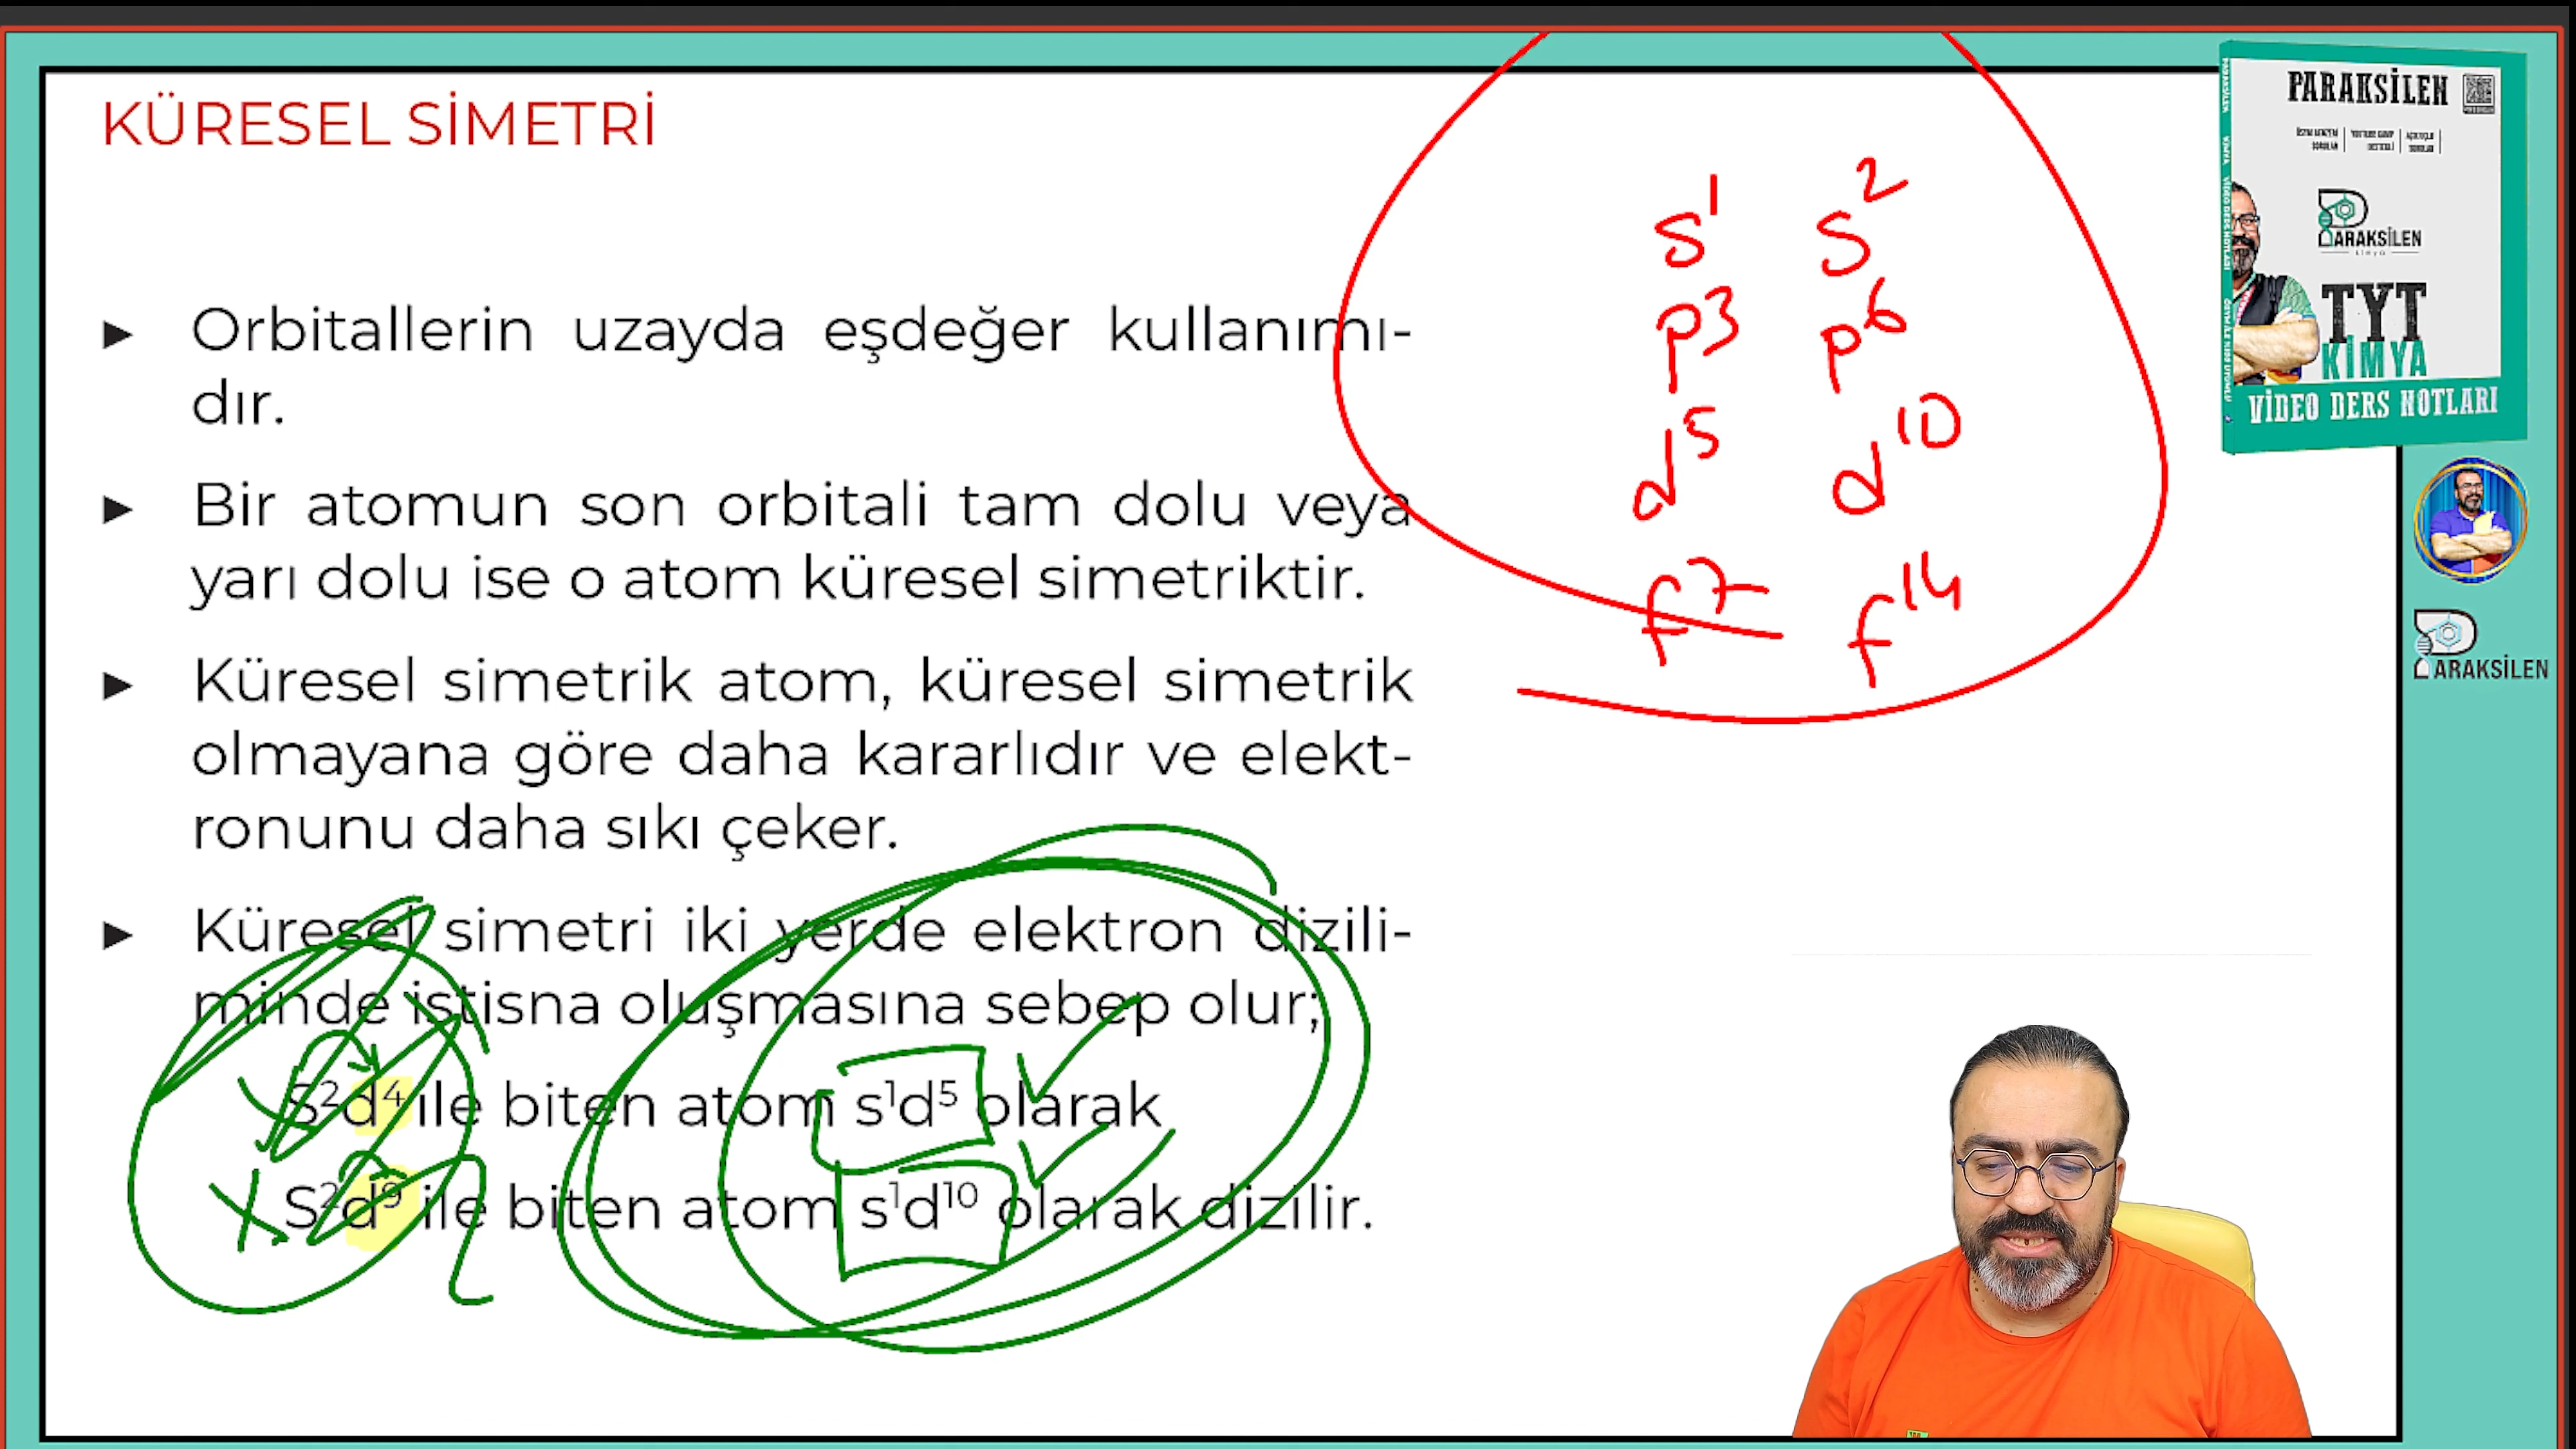 KÜRESEL SİMETRİ
► Orbitallerin uzayda eşdeğer kullanımı-
dır.
► Bir atomun son orbitali tam dolu veya
yarı dolu ise o atom küresel simetriktir.
► Küresel simetrik atom, küresel simetrik
olmayana göre daha kararlıdır ve elekt-
ronunu daha sıkı çeker.
► Küresel simetri iki yerde elektron dizili-
minde istisna oluşmasına sebep olur;
S²d⁴ ile biten atom s¹d⁵ olarak
S²d⁹ ile biten atom s¹d¹⁰ olarak dizilir.
s¹ s²
p³ p⁶
d⁵ d¹⁰
f⁷ f¹⁴
PARAKSİLEN
PARAKSİLEN
kimya
TYT
KİMYA
VİDEO DERS NOTLARI
PARAKSİLEN